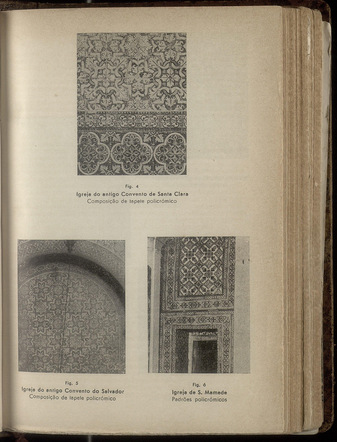 Fig. 4
Igreja do antigo Convento de Santa Clara
Composição de tapete policrómico
Fig. 5
Igreja do antigo Convento do Salvador
Composição de tapete policrómico
Fig. 6
Igreja de S. Mamede
Padrões policrómicos